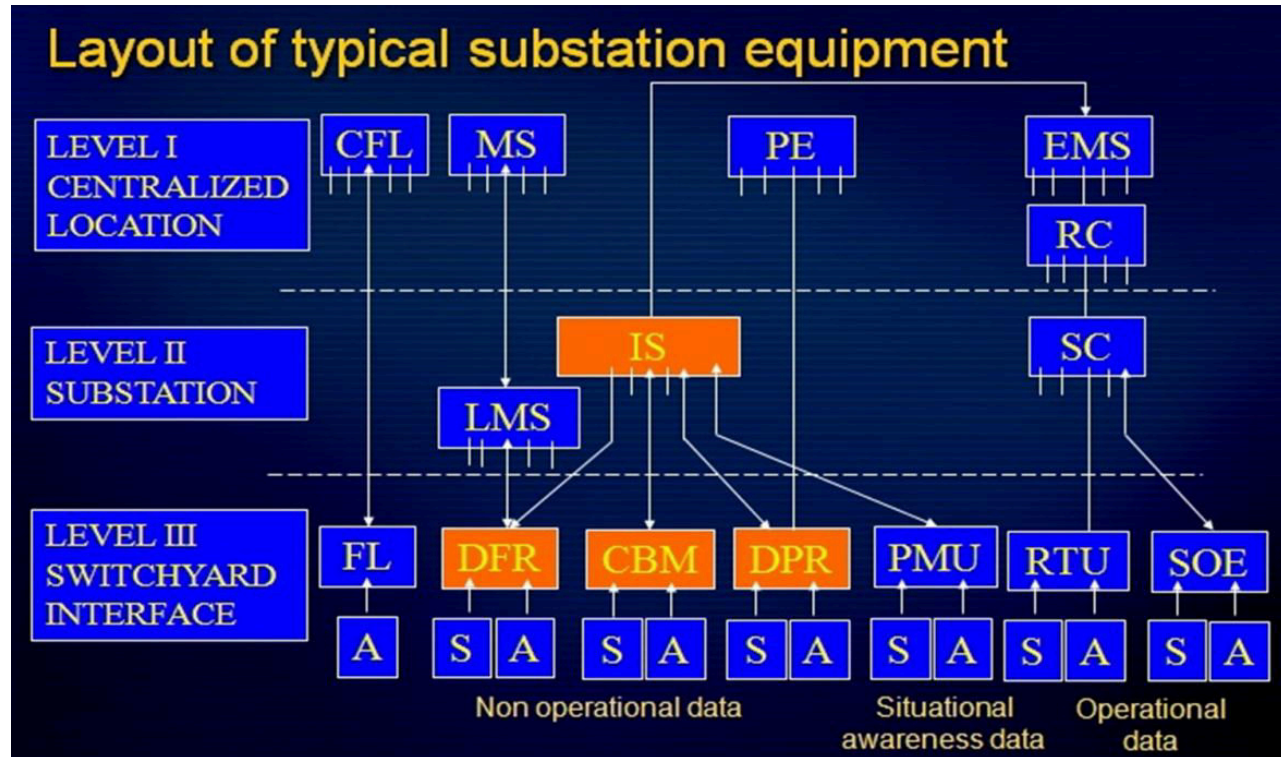 Layout of typical substation equipment
LEVEL I
CENTRALIZED
LOCATION
CFL
MS
PE
EMS
RC
LEVEL II
SUBSTATION
IS
SC
LMS
LEVEL III
SWITCHYARD
INTERFACE
FL
DFR
CBM
DPR
PMU
RTU
SOE
A
S
A
S
A
S
A
S
A
S
A
S
A
Non operational data
Situational
awareness data
Operational
data